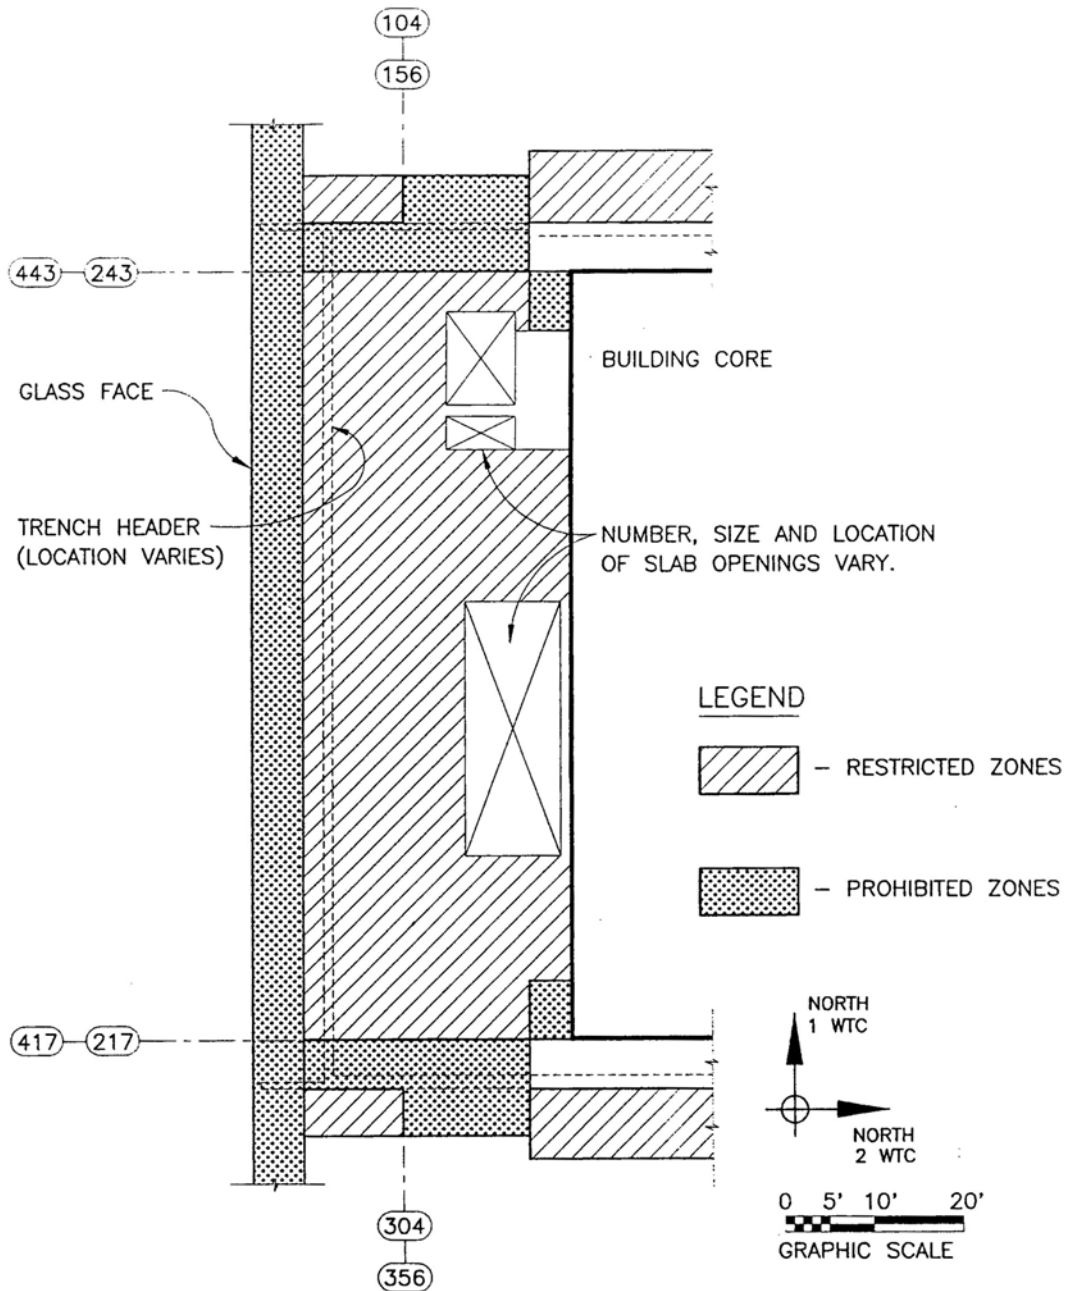 104
156
443 243
BUILDING CORE
GLASS FACE
TRENCH HEADER
(LOCATION VARIES)
NUMBER, SIZE AND LOCATION
OF SLAB OPENINGS VARY.
LEGEND
- RESTRICTED ZONES
- PROHIBITED ZONES
NORTH
1 WTC
417 217
NORTH
2 WTC
0 5' 10' 20'
GRAPHIC SCALE
304
356